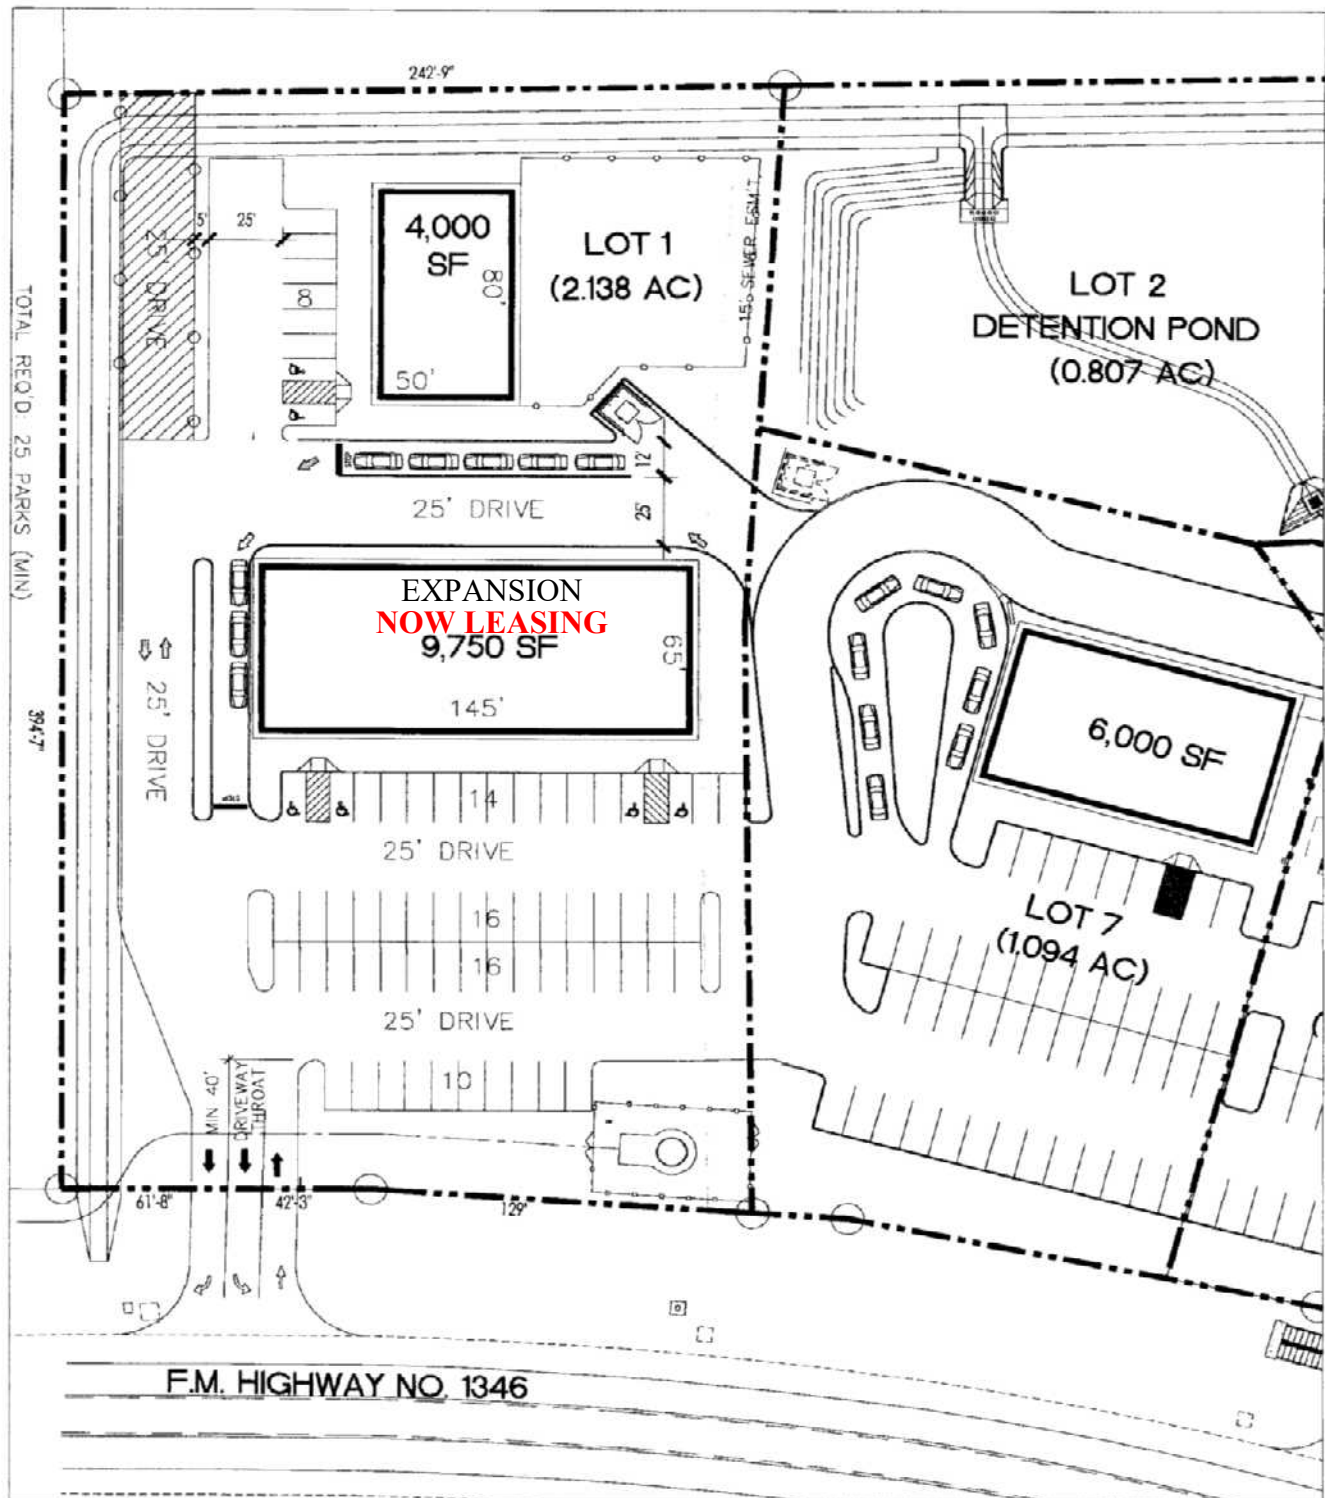 242'-9"
5'
25'
25' DRIVE
8
4,000
SF
80'
50'
LOT 1
(2.138 AC)
15' SEWER ESM'T
LOT 2
DETENTION POND
(0.807 AC)
TOTAL REQ'D: 25 PARKS (MIN)
394'-7"
12'
25' DRIVE
25'
EXPANSION
NOW LEASING
9,750 SF
65'
145'
25' DRIVE
6,000 SF
14
25' DRIVE
16
16
LOT 7
(1.094 AC)
25' DRIVE
10
MIN 40'
DRIVEWAY
THROAT
61'-8"
42'-3"
129'
F.M. HIGHWAY NO. 1346